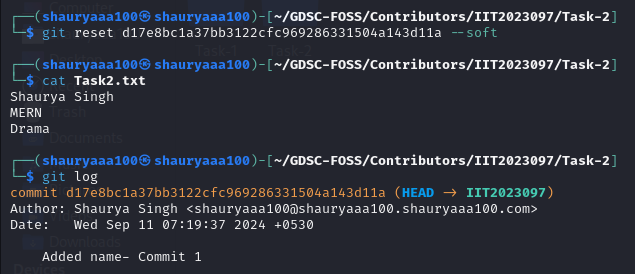 ┌──(shauryaaa100㉿shauryaaa100)-[~/GDSC-FOSS/Contributors/IIT2023097/Task-2]
└─$ git reset d17e8bc1a37bb3122cfc969286331504a143d11a --soft
┌──(shauryaaa100㉿shauryaaa100)-[~/GDSC-FOSS/Contributors/IIT2023097/Task-2]
└─$ cat Task2.txt
Shaurya Singh
MERN
Drama
┌──(shauryaaa100㉿shauryaaa100)-[~/GDSC-FOSS/Contributors/IIT2023097/Task-2]
└─$ git log
commit d17e8bc1a37bb3122cfc969286331504a143d11a (HEAD → IIT2023097)
Author: Shaurya Singh <shauryaaa100@shauryaaa100.shauryaaa100.com>
Date:   Wed Sep 11 07:19:37 2024 +0530
    Added name- Commit 1